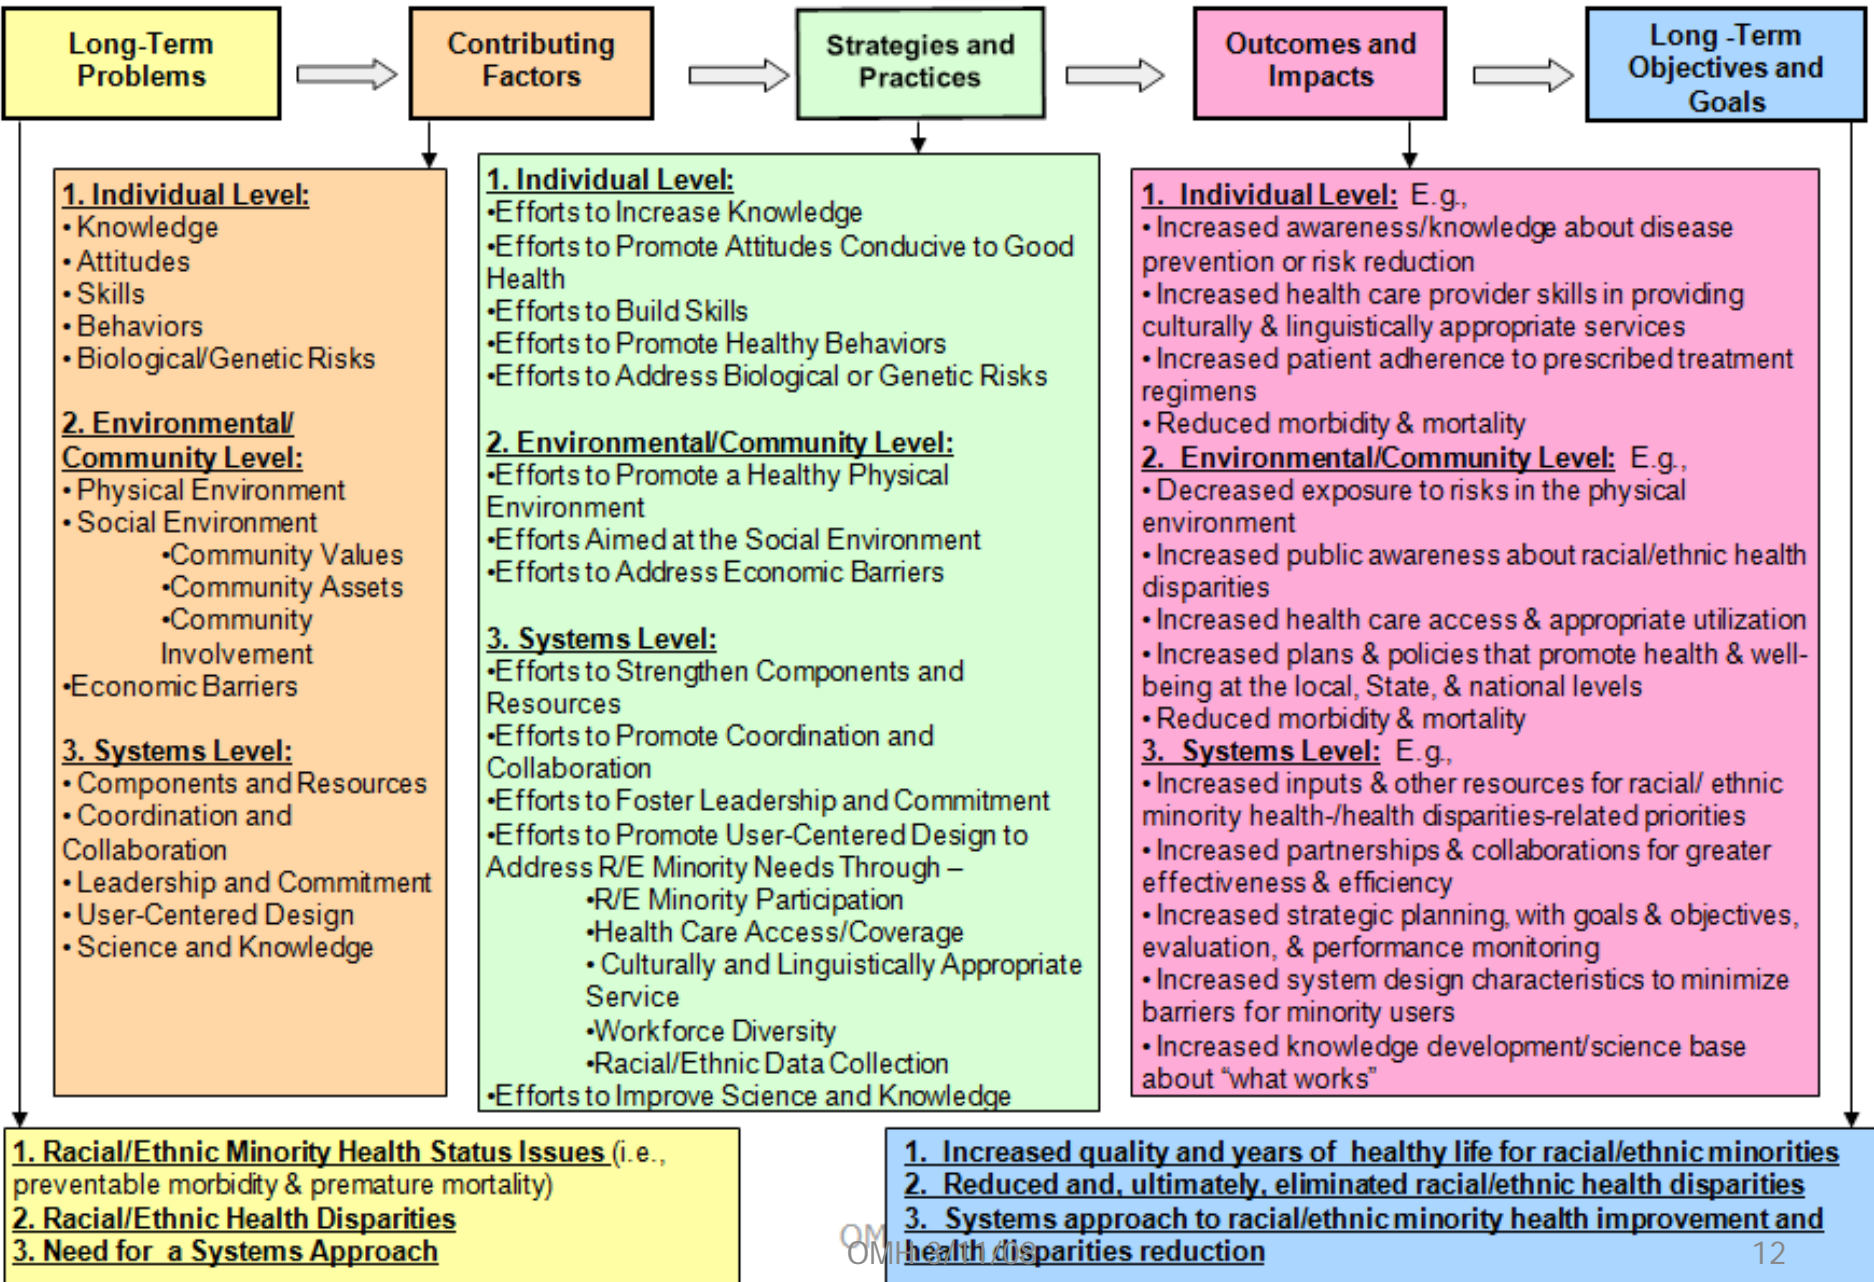 Long-Term
Problems
Contributing
Factors
Strategies and
Practices
Outcomes and
Impacts
Long -Term
Objectives and
Goals
1. Individual Level:
• Knowledge
• Attitudes
• Skills
• Behaviors
• Biological/Genetic Risks
2. Environmental/
Community Level:
• Physical Environment
• Social Environment
•Community Values
•Community Assets
•Community
Involvement
•Economic Barriers
3. Systems Level:
• Components and Resources
• Coordination and
Collaboration
• Leadership and Commitment
• User-Centered Design
• Science and Knowledge
1. Individual Level:
•Efforts to Increase Knowledge
•Efforts to Promote Attitudes Conducive to Good
Health
•Efforts to Build Skills
•Efforts to Promote Healthy Behaviors
•Efforts to Address Biological or Genetic Risks
2. Environmental/Community Level:
•Efforts to Promote a Healthy Physical
Environment
•Efforts Aimed at the Social Environment
•Efforts to Address Economic Barriers
3. Systems Level:
•Efforts to Strengthen Components and
Resources
•Efforts to Promote Coordination and
Collaboration
•Efforts to Foster Leadership and Commitment
•Efforts to Promote User-Centered Design to
Address R/E Minority Needs Through –
•R/E Minority Participation
•Health Care Access/Coverage
• Culturally and Linguistically Appropriate
Service
•Workforce Diversity
•Racial/Ethnic Data Collection
•Efforts to Improve Science and Knowledge
1. Individual Level: E.g.,
• Increased awareness/knowledge about disease
prevention or risk reduction
• Increased health care provider skills in providing
culturally & linguistically appropriate services
• Increased patient adherence to prescribed treatment
regimens
• Reduced morbidity & mortality
2. Environmental/Community Level: E.g.,
• Decreased exposure to risks in the physical
environment
• Increased public awareness about racial/ethnic health
disparities
• Increased health care access & appropriate utilization
• Increased plans & policies that promote health & well-
being at the local, State, & national levels
• Reduced morbidity & mortality
3. Systems Level: E.g.,
• Increased inputs & other resources for racial/ ethnic
minority health-/health disparities-related priorities
• Increased partnerships & collaborations for greater
effectiveness & efficiency
• Increased strategic planning, with goals & objectives,
evaluation, & performance monitoring
• Increased system design characteristics to minimize
barriers for minority users
• Increased knowledge development/science base
about “what works”
1. Racial/Ethnic Minority Health Status Issues (i.e.,
preventable morbidity & premature mortality)
2. Racial/Ethnic Health Disparities
3. Need for a Systems Approach
1. Increased quality and years of healthy life for racial/ethnic minorities
2. Reduced and, ultimately, eliminated racial/ethnic health disparities
3. Systems approach to racial/ethnic minority health improvement and
health disparities reduction
OM
OMH 3/11/08
12